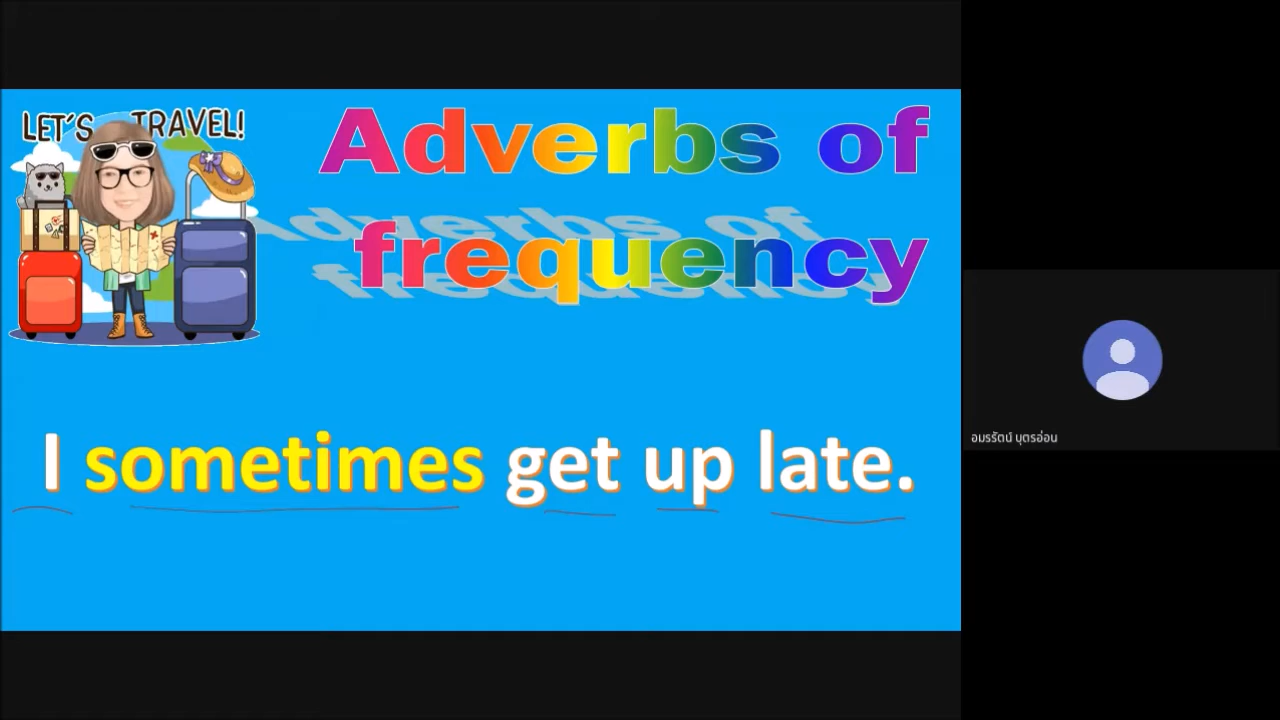 LET'S TRAVEL!
Adverbs of
frequency
I sometimes get up late.
อมรรัตน์ บุตรอ่อน